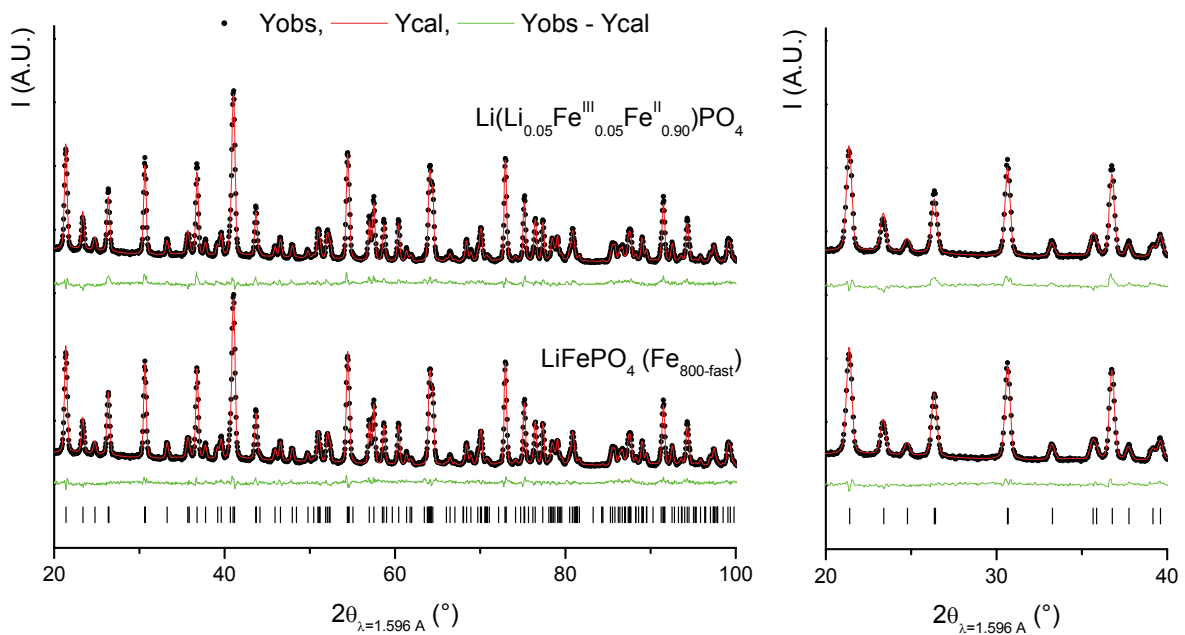 Yobs, Ycal, Yobs - Ycal
I (A.U.)
Li(Li0.05FeIII0.05FeII0.90)PO4
LiFePO4 (Fe800-fast)
20 40 60 80 100
2θλ=1.596 A (°)
I (A.U.)
20 30 40
2θλ=1.596 A (°)